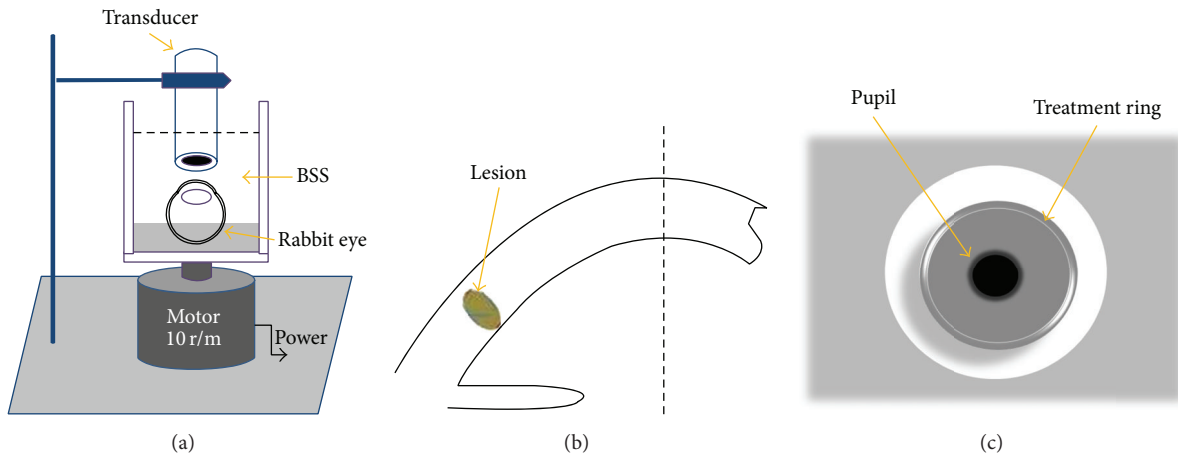 Transducer
BSS
Rabbit eye
Motor
10 r/m
Power
(a)
Lesion
(b)
Pupil
Treatment ring
(c)